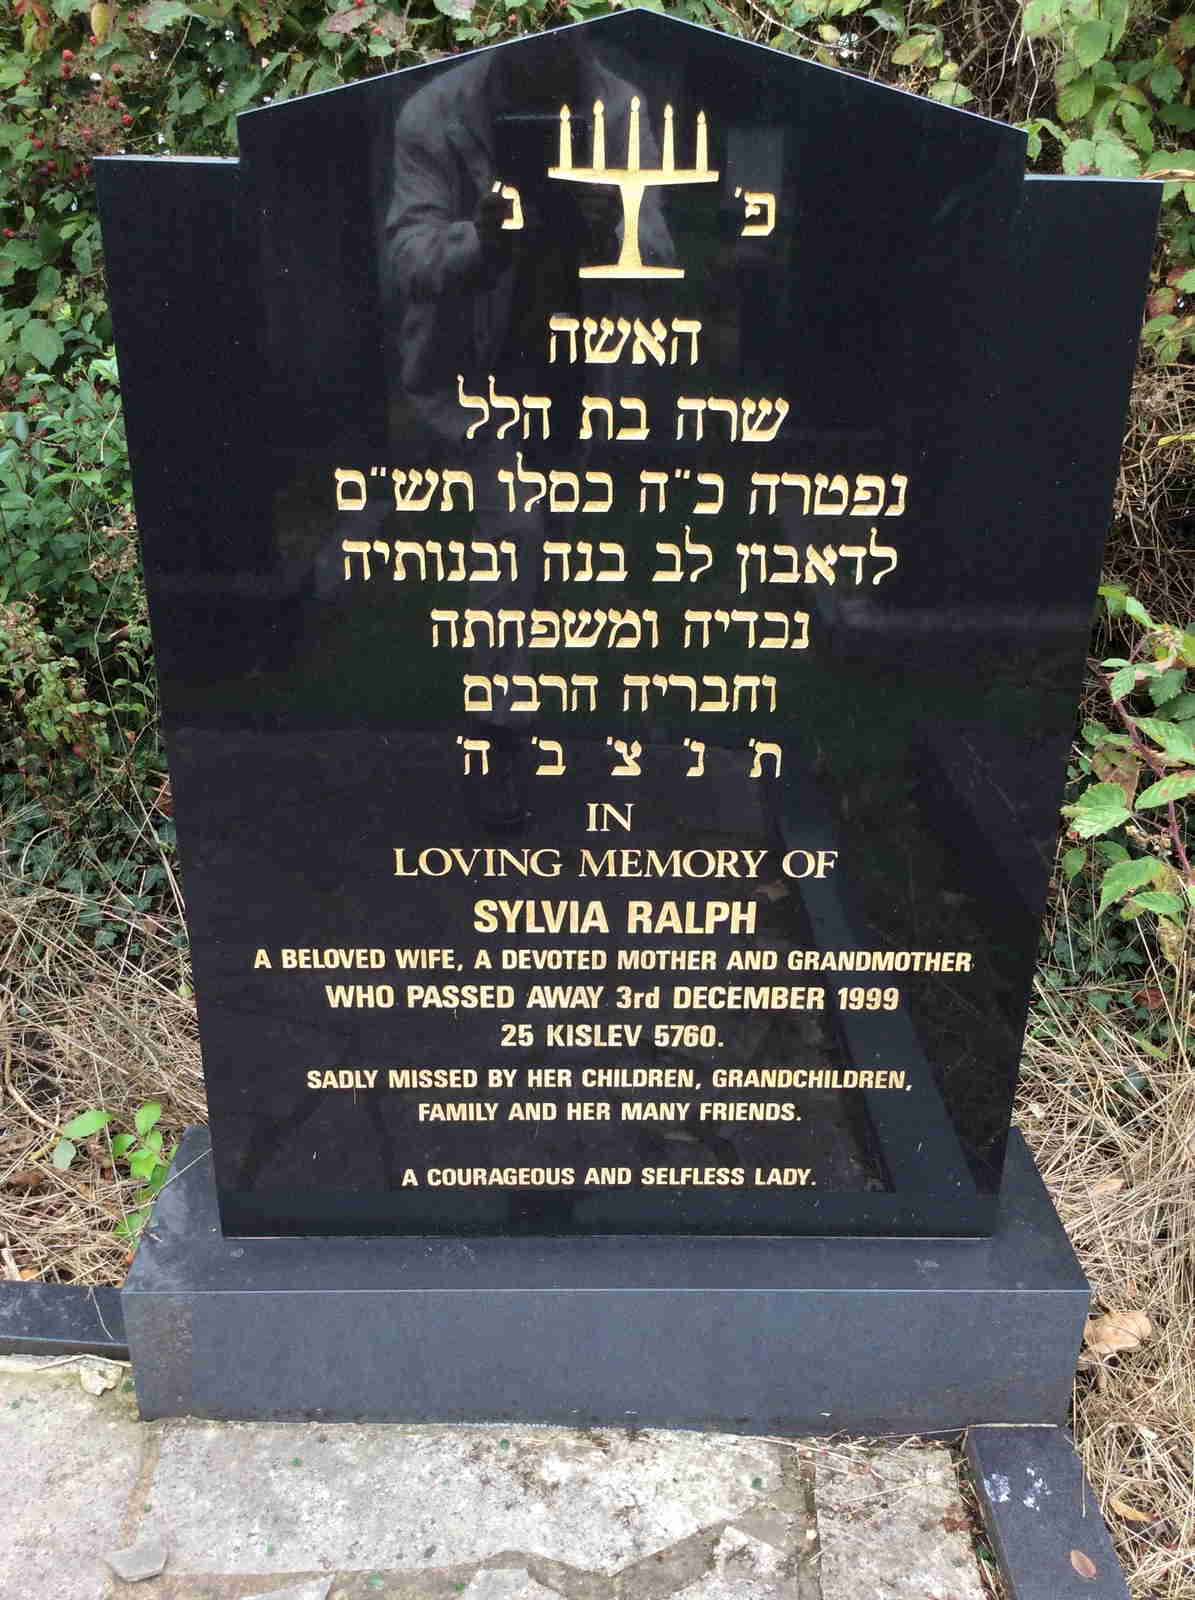 פ׳ נ׳
האשה
שרה בת הלל
נפטרה כ״ה כסלו תש״ם
לדאבון לב בנה ובנותיה
נכדיה ומשפחתה
וחבריה הרבים
ת׳ נ׳ צ׳ ב׳ ה׳
IN
LOVING MEMORY OF
SYLVIA RALPH
A BELOVED WIFE, A DEVOTED MOTHER AND GRANDMOTHER
WHO PASSED AWAY 3rd DECEMBER 1999
25 KISLEV 5760.
SADLY MISSED BY HER CHILDREN, GRANDCHILDREN,
FAMILY AND HER MANY FRIENDS.
A COURAGEOUS AND SELFLESS LADY.